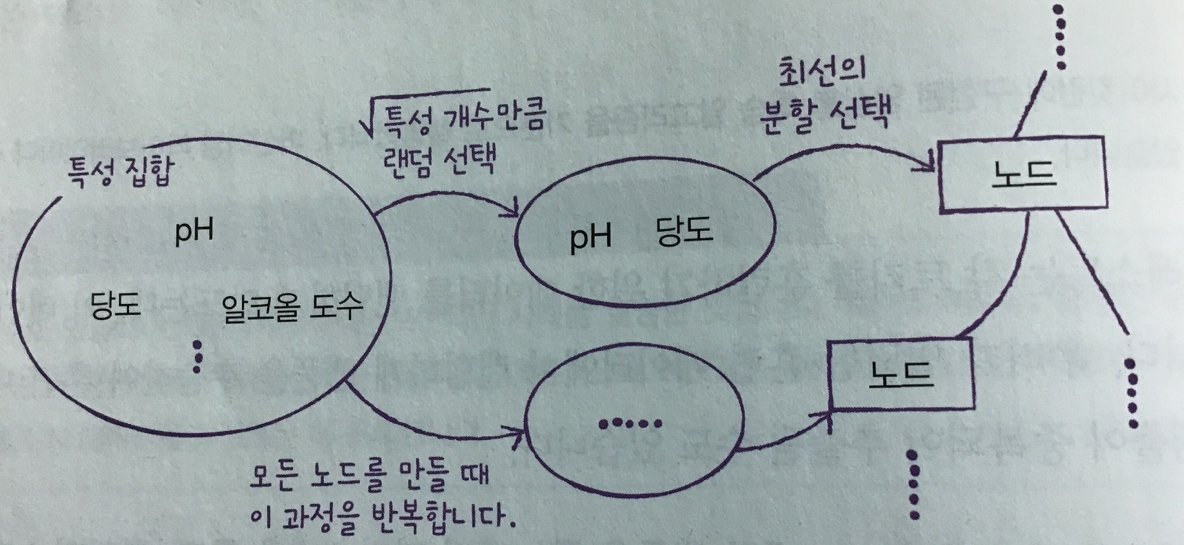 특성 집합
pH
당도
알코올 도수
√특성 개수만큼
랜덤 선택
pH 당도
최선의
분할 선택
노드
노드
모든 노드를 만들 때
이 과정을 반복합니다.